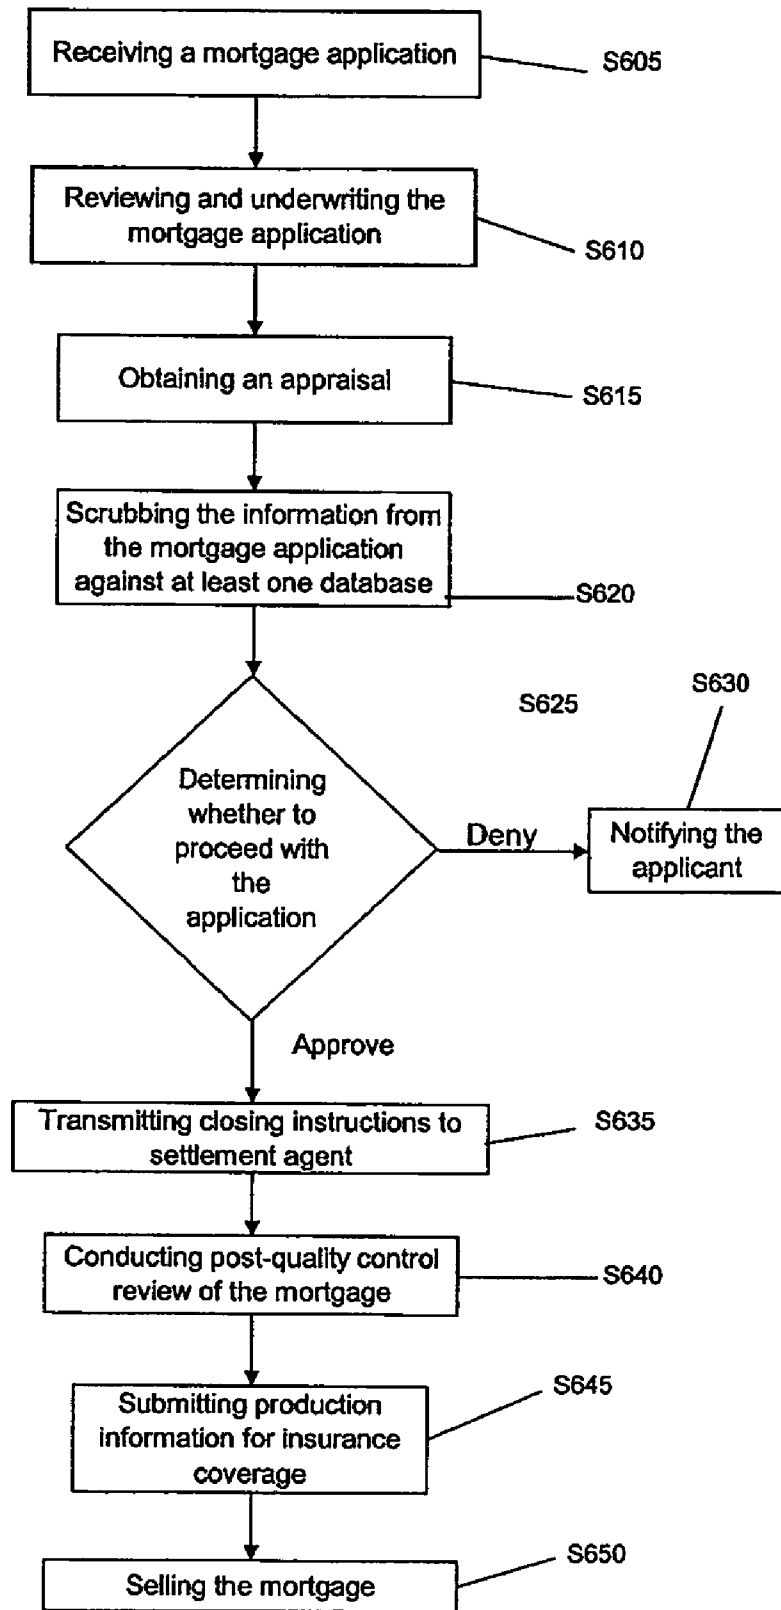 Receiving a mortgage application
S605
Reviewing and underwriting the
mortgage application
S610
Obtaining an appraisal
S615
Scrubbing the information from
the mortgage application
against at least one database
S620
S625
S630
Determining
whether to
proceed with
the
application
Deny
Notifying the
applicant
Approve
Transmitting closing instructions to
settlement agent
S635
Conducting post-quality control
review of the mortgage
S640
Submitting production
information for insurance
coverage
S645
Selling the mortgage
S650